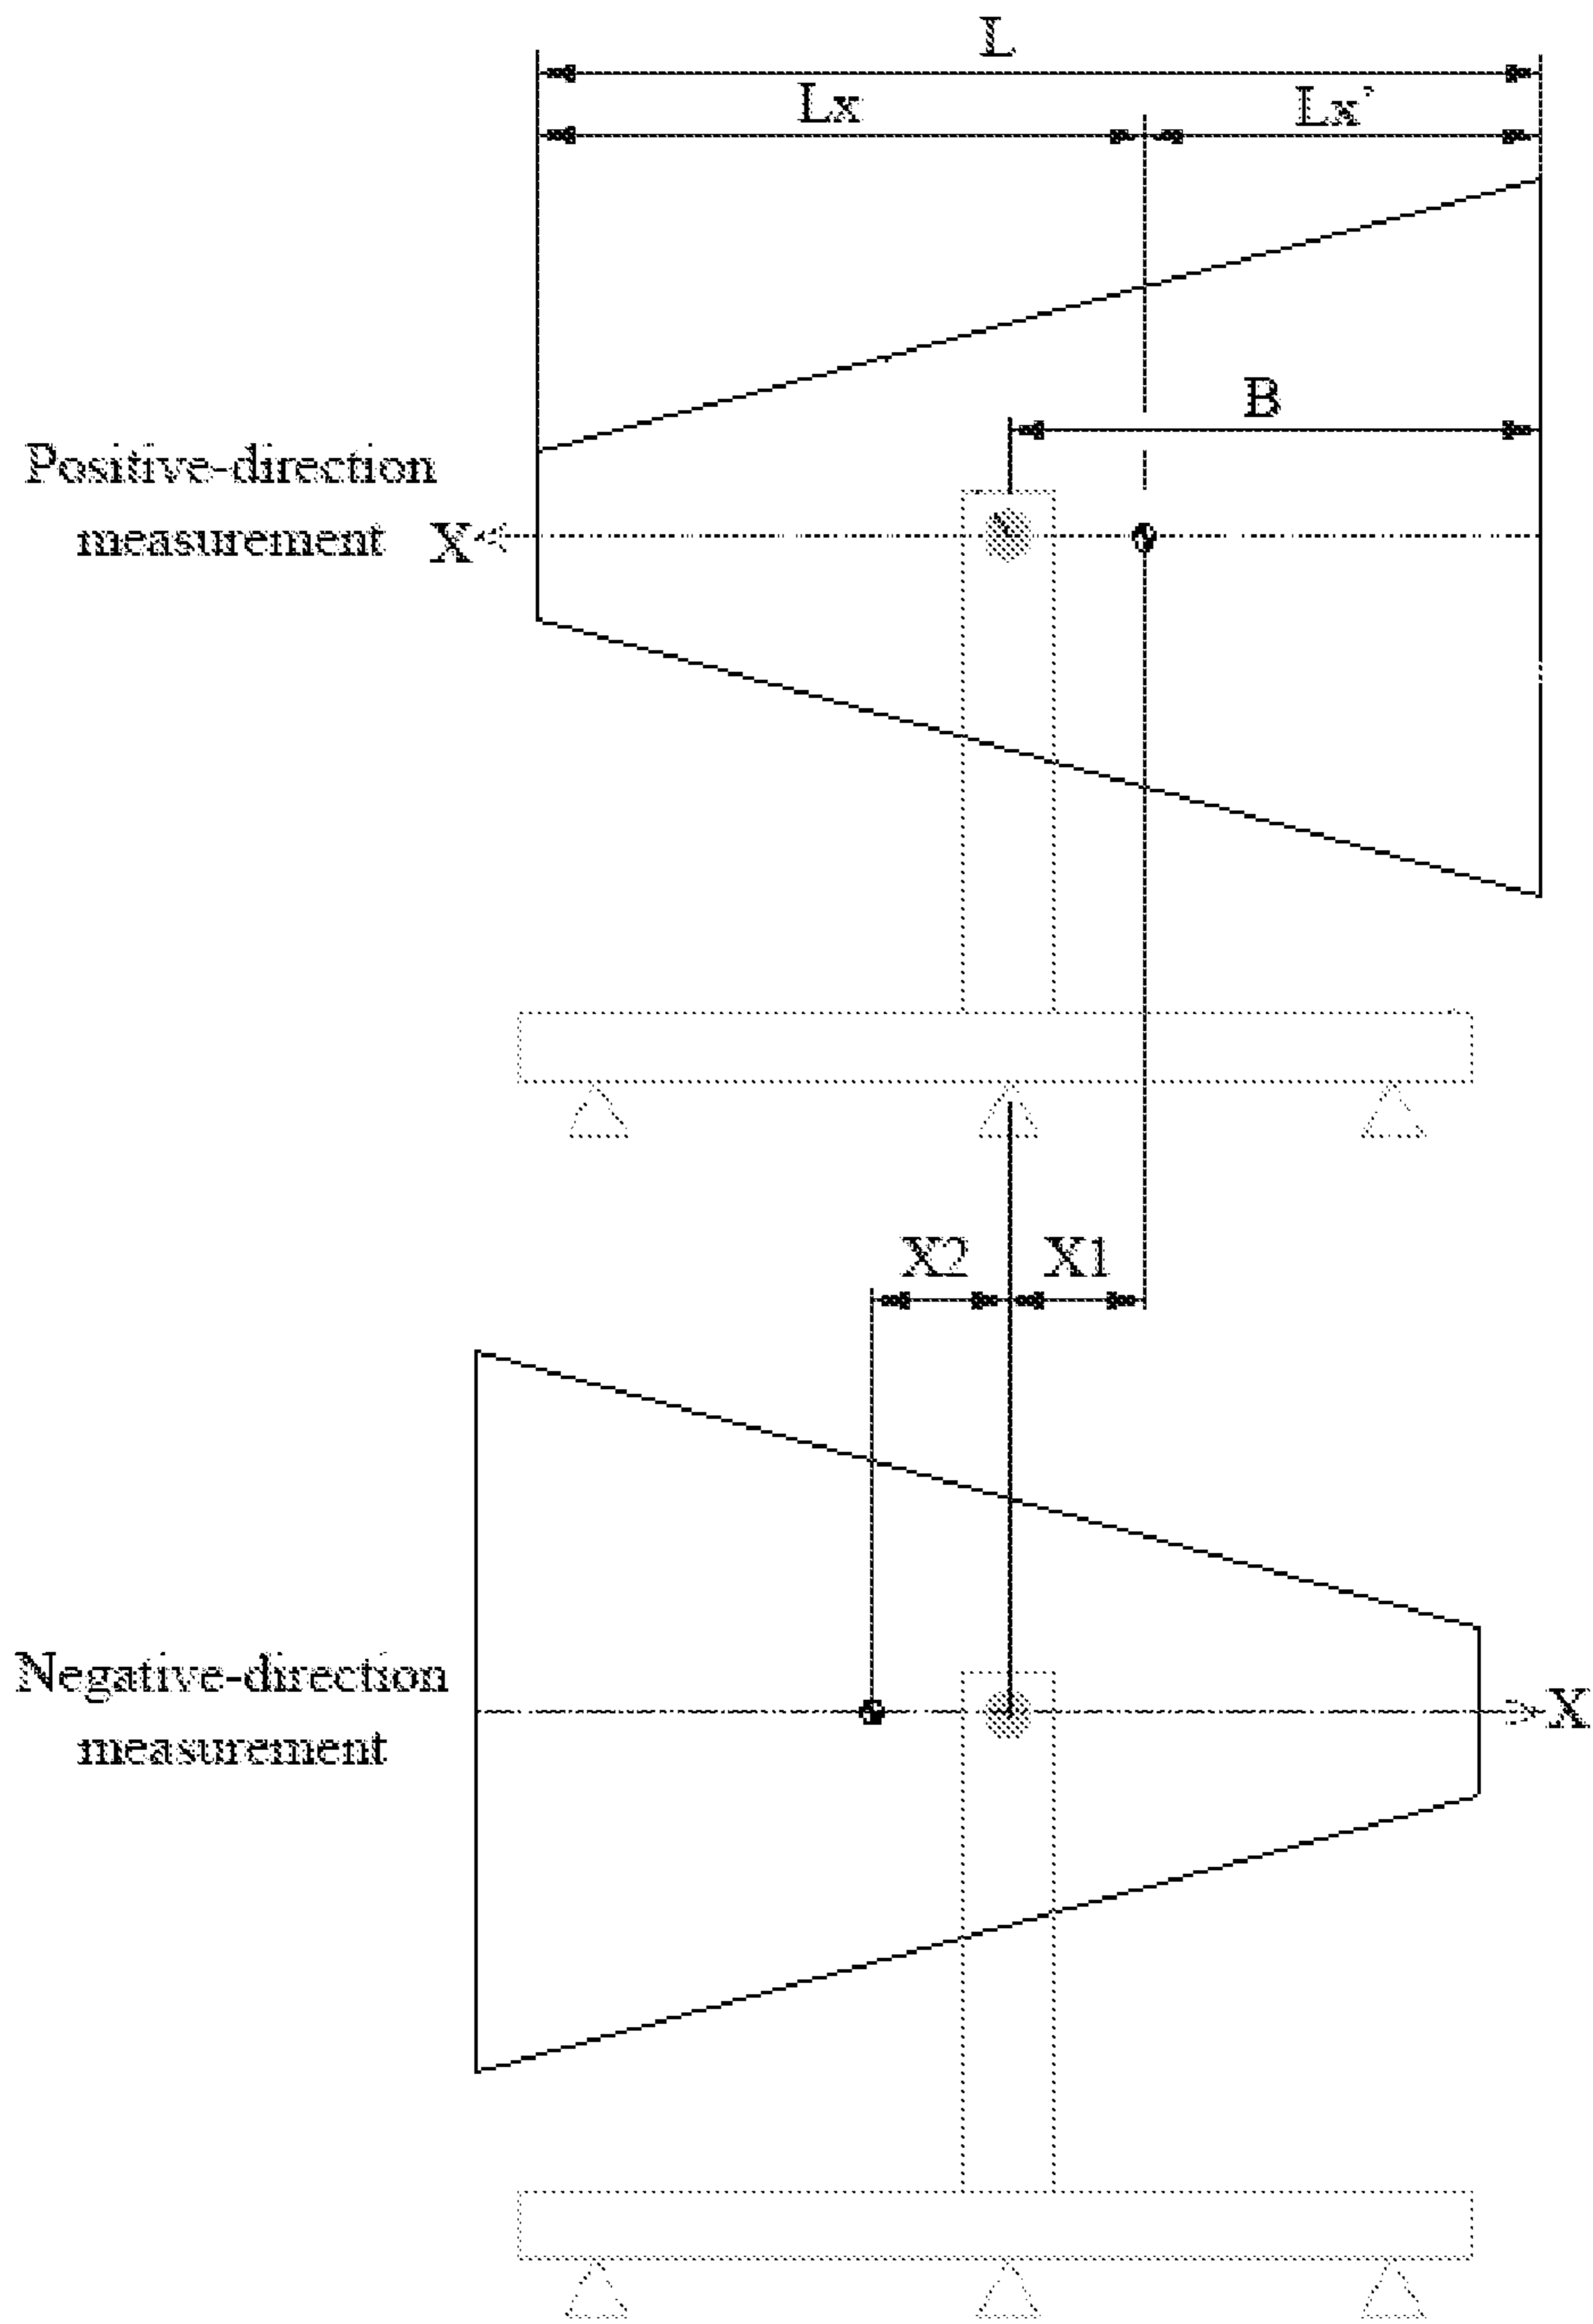 L
Lx
Lx'
B
Positive-direction
measurement
X
X2
X1
Negative-direction
measurement
X